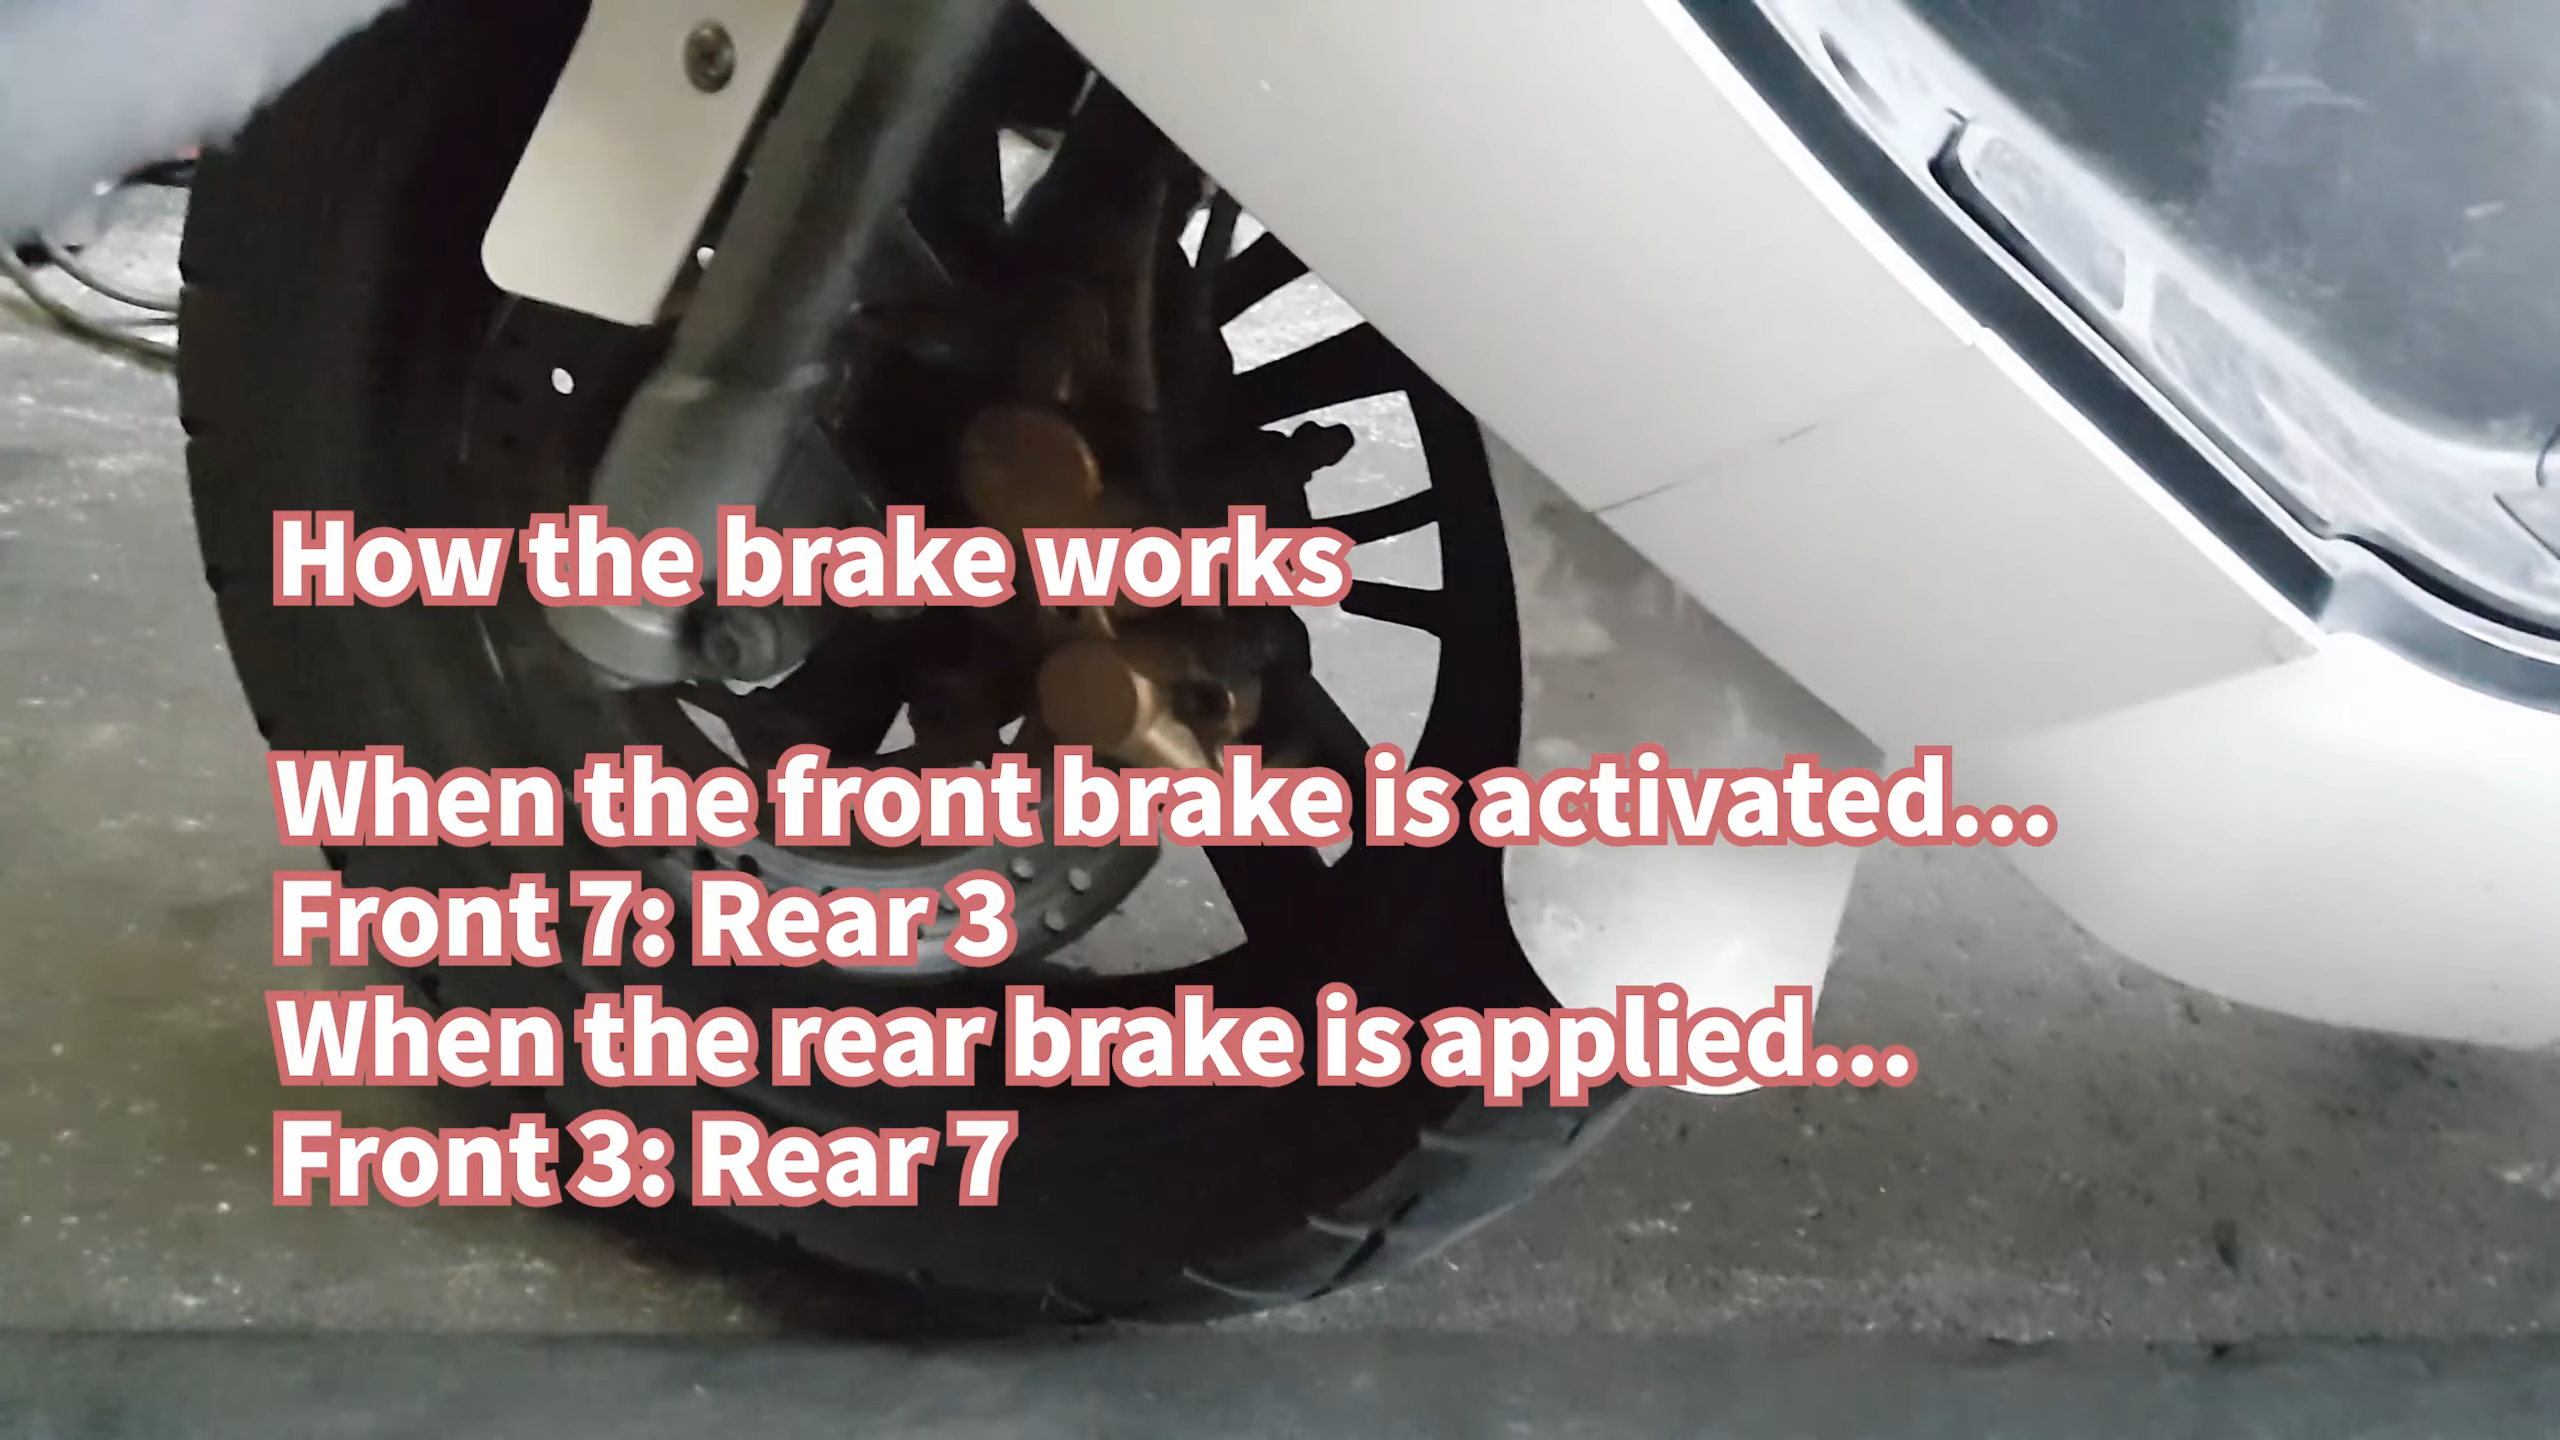 How the brake works
When the front brake is activated...
Front 7: Rear 3
When the rear brake is applied...
Front 3: Rear 7